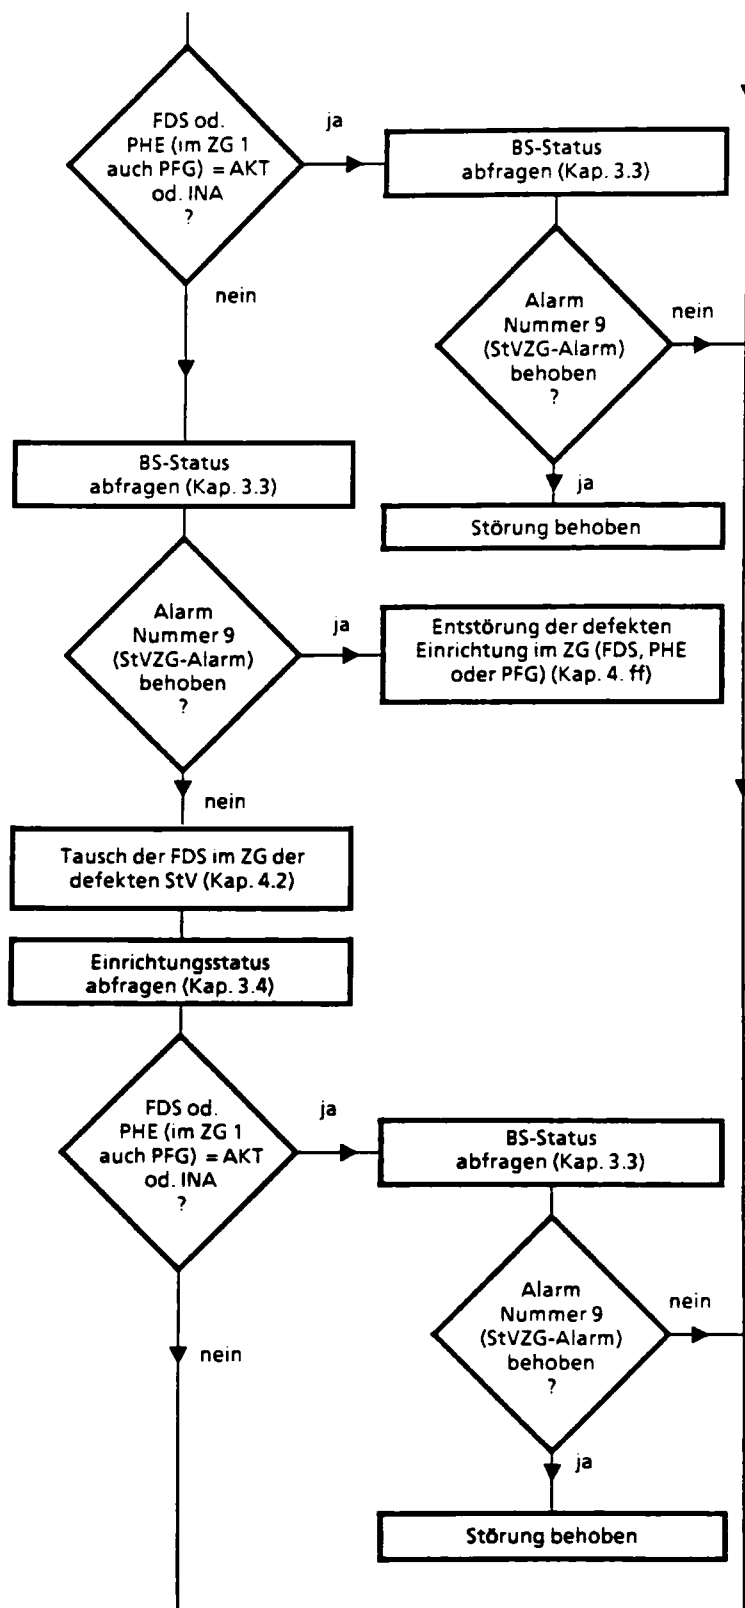 FDS od.
PHE (im ZG 1
auch PFG) = AKT
od. INA
?
ja
BS-Status
abfragen (Kap. 3.3)
nein
Alarm
Nummer 9
(StVZG-Alarm)
behoben
?
nein
ja
Störung behoben
BS-Status
abfragen (Kap. 3.3)
Alarm
Nummer 9
(StVZG-Alarm)
behoben
?
ja
Entstörung der defekten
Einrichtung im ZG (FDS, PHE
oder PFG) (Kap. 4. ff)
nein
Tausch der FDS im ZG der
defekten StV (Kap. 4.2)
Einrichtungsstatus
abfragen (Kap. 3.4)
FDS od.
PHE (im ZG 1
auch PFG) = AKT
od. INA
?
ja
BS-Status
abfragen (Kap. 3.3)
nein
Alarm
Nummer 9
(StVZG-Alarm)
behoben
?
nein
ja
Störung behoben